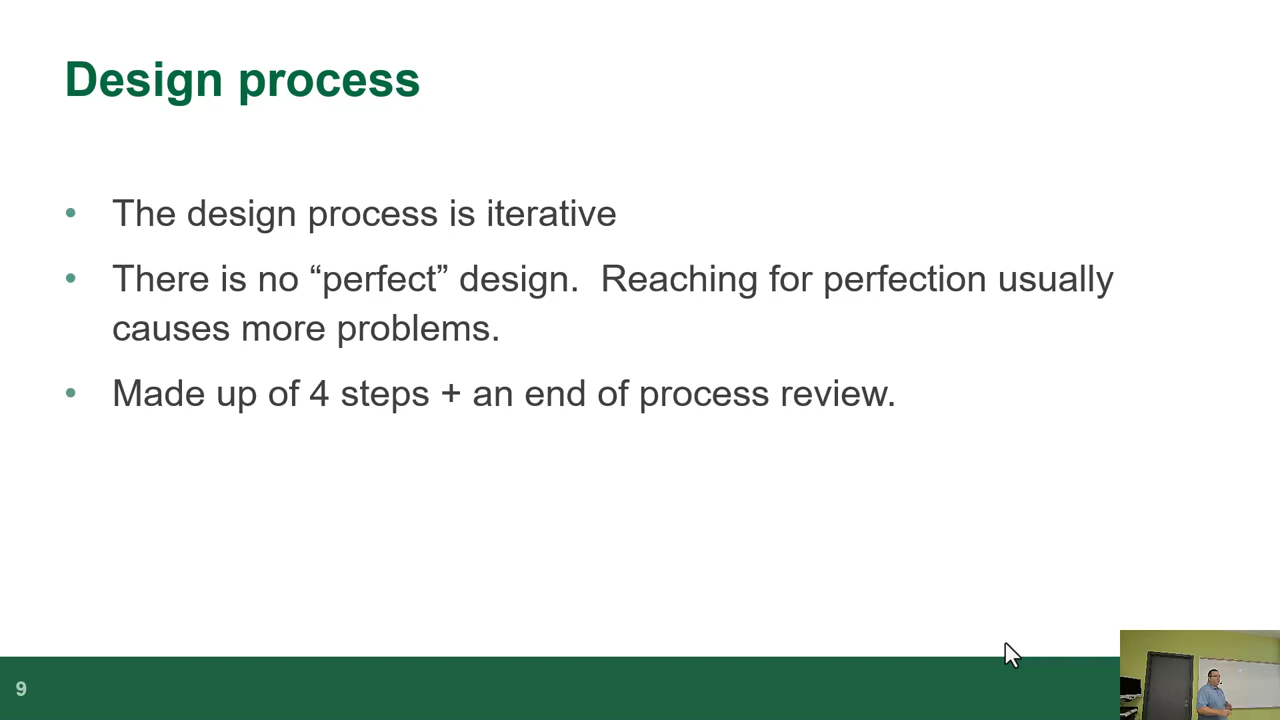 Design process
• The design process is iterative
• There is no “perfect” design.  Reaching for perfection usually
causes more problems.
• Made up of 4 steps + an end of process review.
9